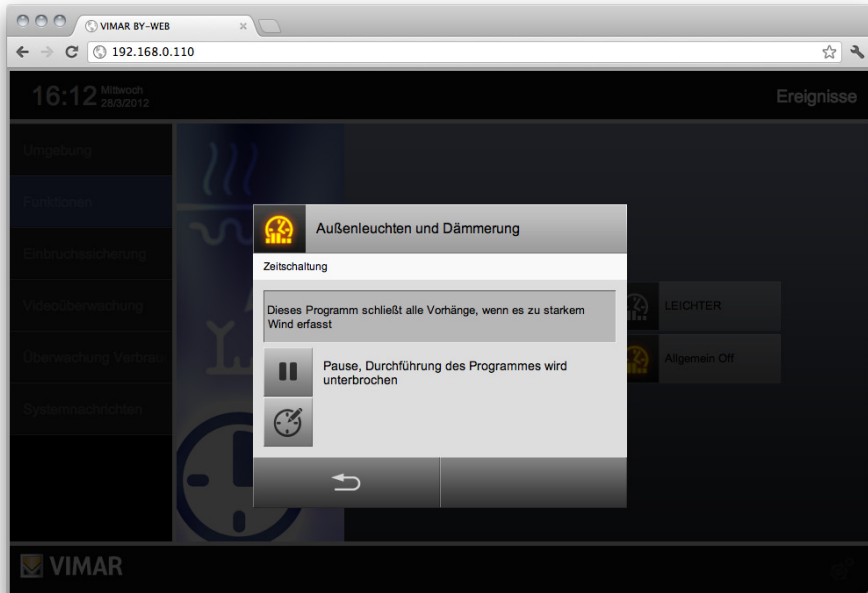 VIMAR BY-WEB
192.168.0.110
16:12 Mittwoch
28/3/2012
Ereignisse
Umgebung
Funktionen
Einbruchssicherung
Videoüberwachung
Überwachung Verbrau
Systemnachrichten
Außenleuchten und Dämmerung
Zeitschaltung
Dieses Programm schließt alle Vorhänge, wenn es zu starkem
Wind erfasst
Pause, Durchführung des Programmes wird
unterbrochen
LEICHTER
Allgemein Off
VIMAR